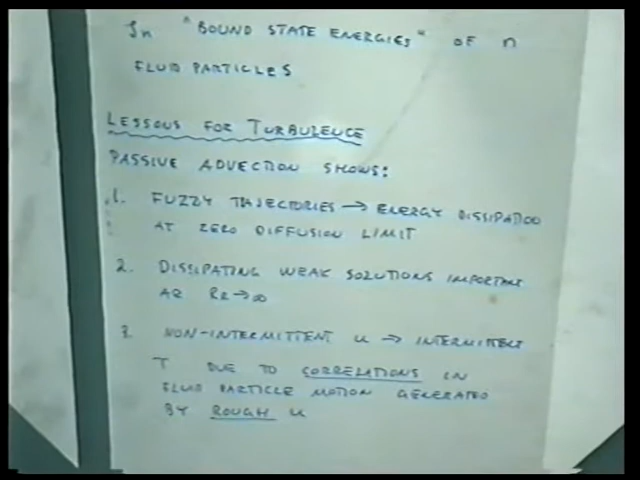 Jn "BOUND STATE ENERGIES" OF n
FLUID PARTICLES
LESSONS FOR TURBULENCE
PASSIVE ADVECTION SHOWS:
1. FUZZY TRAJECTORIES → ENERGY DISSIPATION
AT ZERO DIFFUSION LIMIT
2. DISSIPATING WEAK SOLUTIONS IMPORTANT
AS Re→∞
3. NON-INTERMITTENT u → INTERMITTENT
T DUE TO CORRELATIONS IN
FLUID PARTICLE MOTION GENERATED
BY ROUGH u